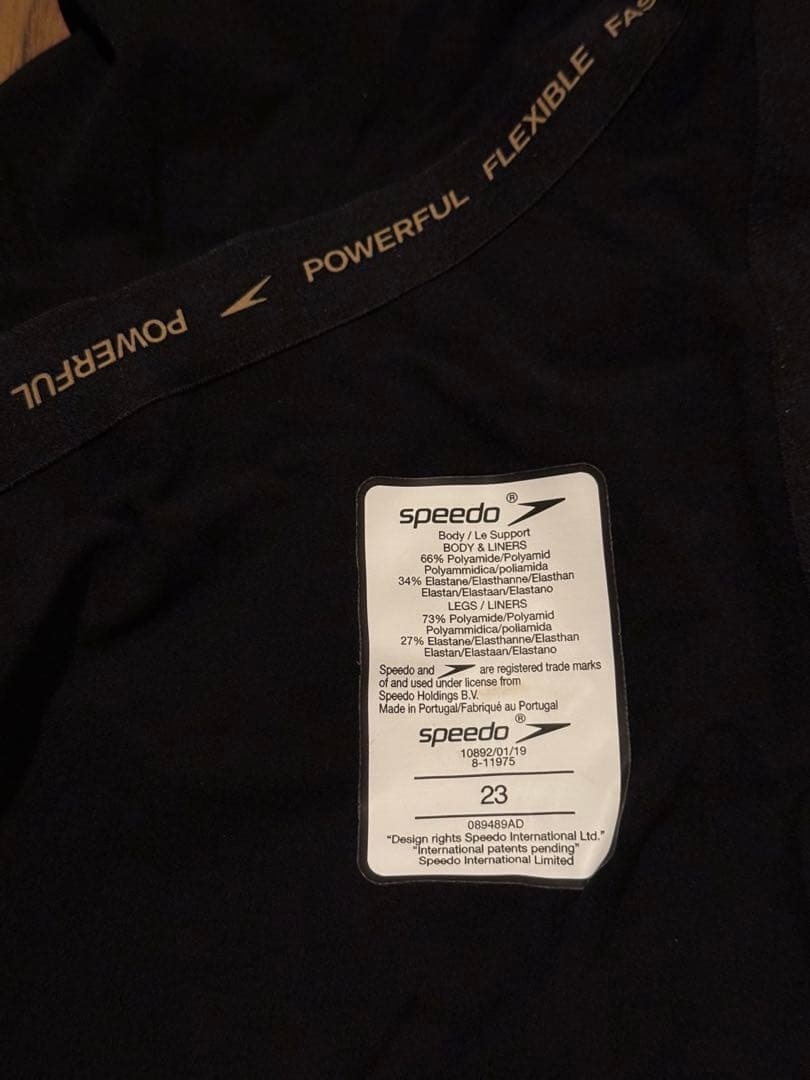 POWERFUL POWERFUL FLEXIBLE FAS
speedo®
Body / Le Support
BODY & LINERS
66% Polyamide/Polyamid
Polyammidica/poliamida
34% Elastane/Elasthanne/Elasthan
Elastan/Elastaan/Elastano
LEGS / LINERS
73% Polyamide/Polyamid
Polyammidica/poliamida
27% Elastane/Elasthanne/Elasthan
Elastan/Elastaan/Elastano
Speedo and are registered trade marks
of and used under license from
Speedo Holdings B.V.
Made in Portugal/Fabriqué au Portugal
speedo®
10892/01/19
8-11975
23
089489AD
"Design rights Speedo International Ltd."
"International patents pending"
Speedo International Limited